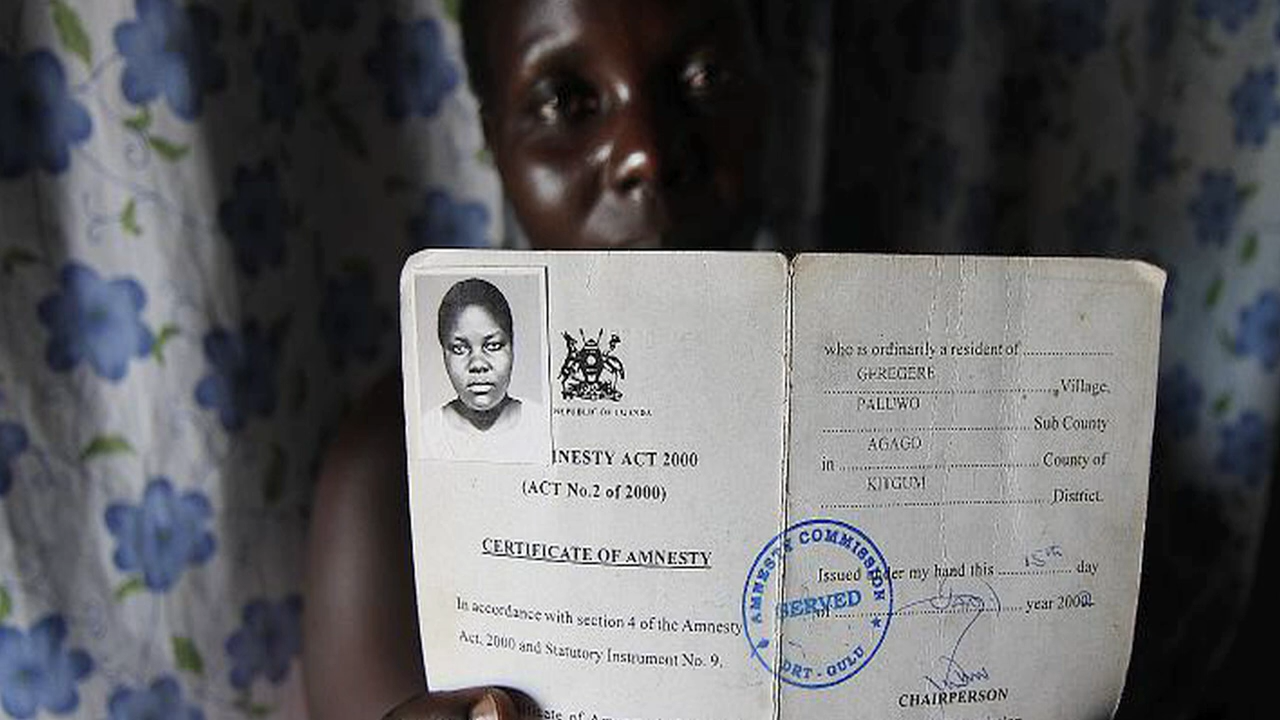 REPUBLIC OF UGANDA
NESTY ACT 2000
(ACT No.2 of 2000)
CERTIFICATE OF AMNESTY
In accordance with section 4 of the Amnesty
Act, 2000 and Statutory Instrument No. 9,
who is ordinarily a resident of
GEREGERE
Village,
PALUWO
Sub County
AGAGO
in County of
KITGUM
District.
Issued der my hand this 15th day
year 2002
CHAIRPERSON
AMNESTY COMMISSION
SERVED
DRT - GULU